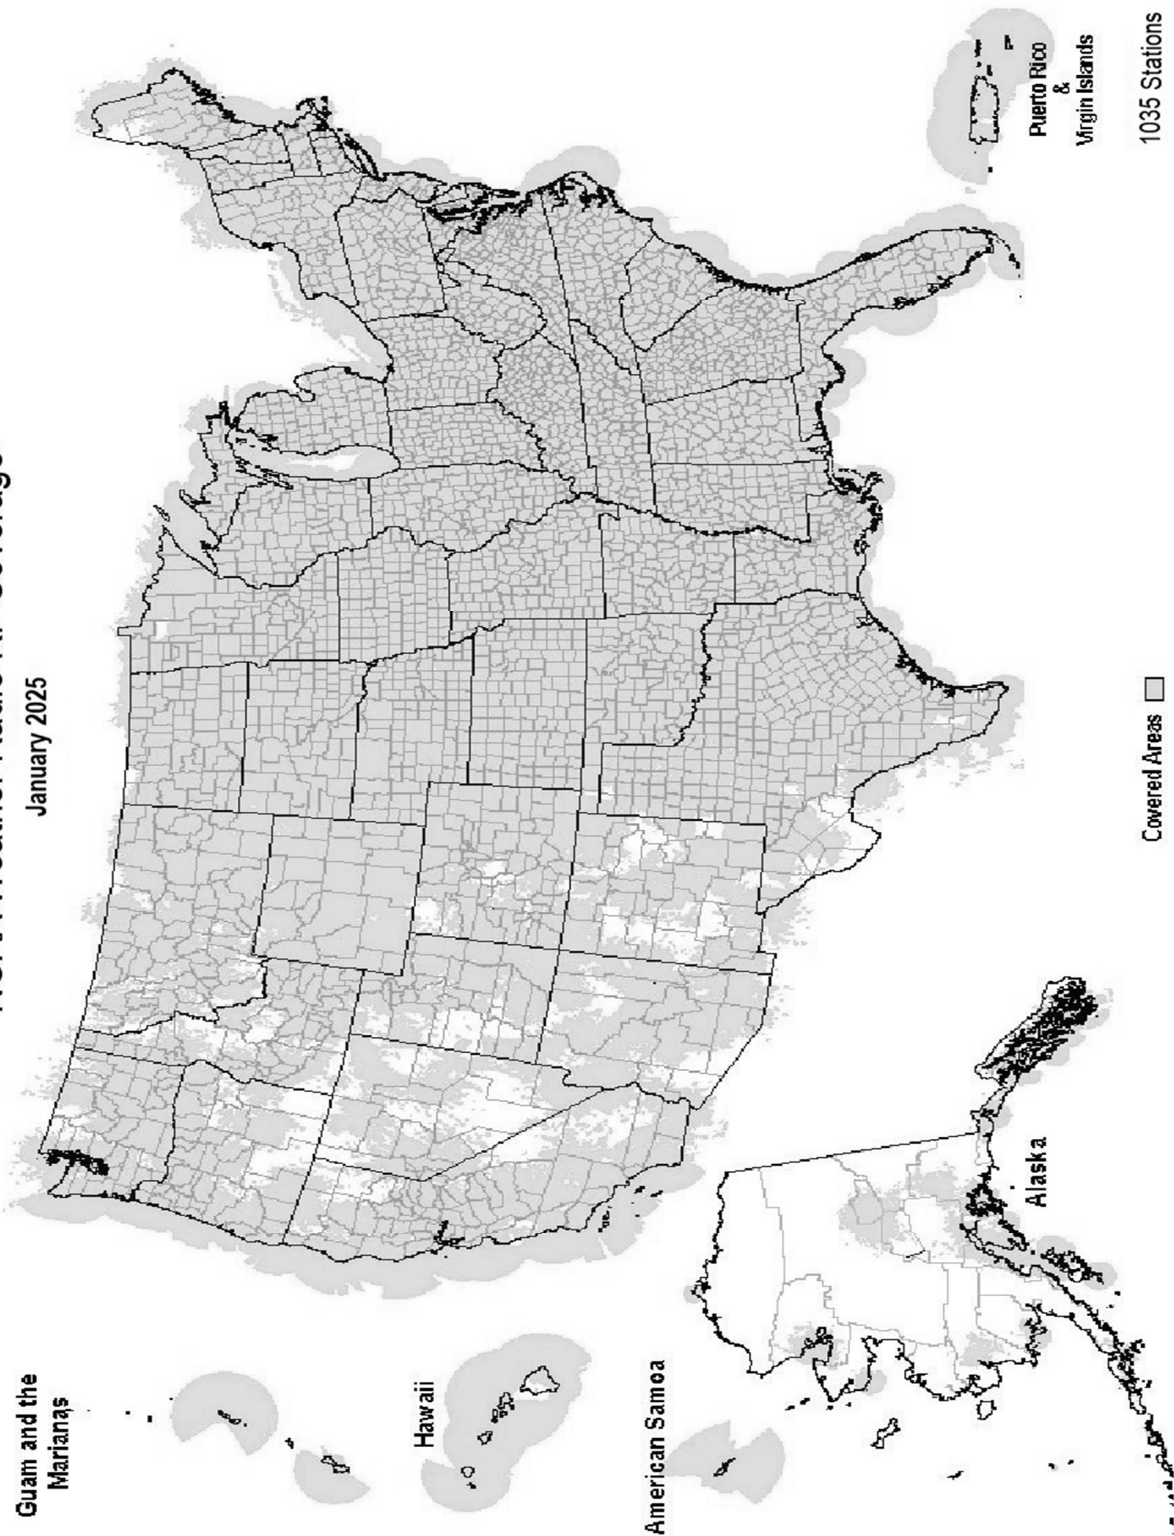 January 2025
Guam and the
Marianas
Hawaii
American Samoa
Alaska
Puerto Rico
&
Virgin Islands
Covered Areas
1035 Stations